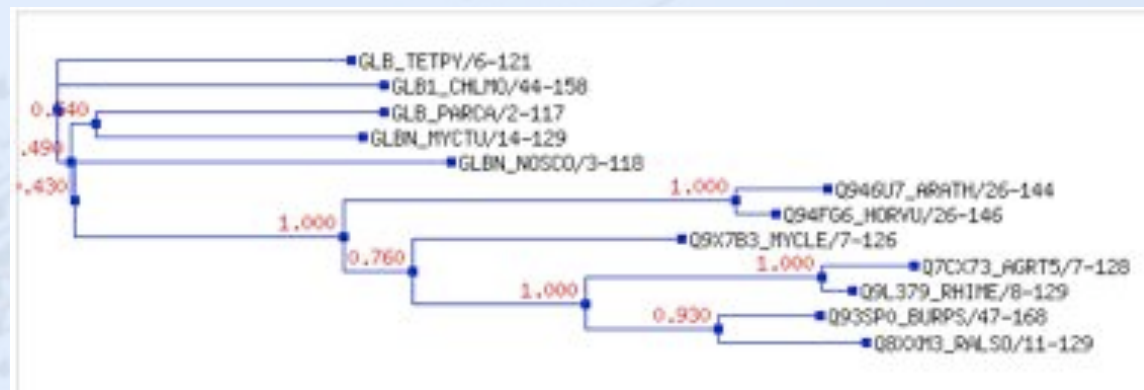 GLB_TETPY/6-121
GLB1_CHLMO/44-158
0.640
GLB_PARCA/2-117
GLBN_MYCTU/14-129
.490
GLBN_NOSCO/3-118
.430
1.000
Q946U7_ARATH/26-144
Q94FG6_HORVU/26-146
1.000
Q9X7B3_MYCLE/7-126
0.760
1.000
Q7CX73_AGRT5/7-128
1.000
Q9L379_RHIME/8-129
0.930
Q93SP0_BURPS/47-168
Q8XXM3_RALSO/11-129